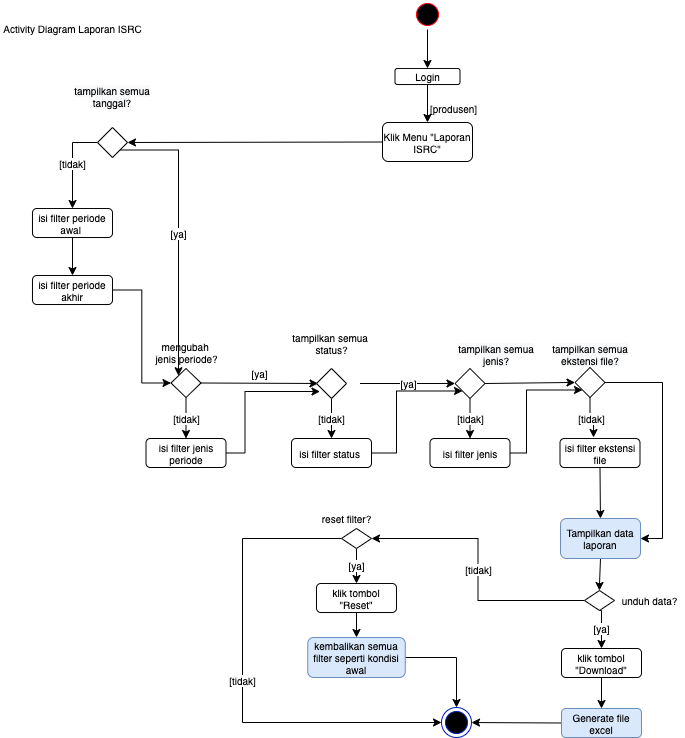 Activity Diagram Laporan ISRC
Login
[produsen]
Klik Menu "Laporan
ISRC"
tampilkan semua
tanggal?
[tidak]
[ya]
isi filter periode
awal
isi filter periode
akhir
mengubah
jenis periode?
[ya]
[tidak]
isi filter jenis
periode
tampilkan semua
status?
[ya]
[tidak]
isi filter status
tampilkan semua
jenis?
[tidak]
isi filter jenis
tampilkan semua
ekstensi file?
[tidak]
isi filter ekstensi
file
Tampilkan data
laporan
unduh data?
[tidak]
[ya]
klik tombol
"Download"
Generate file
excel
reset filter?
[ya]
klik tombol
"Reset"
kembalikan semua
filter seperti kondisi
awal
[tidak]